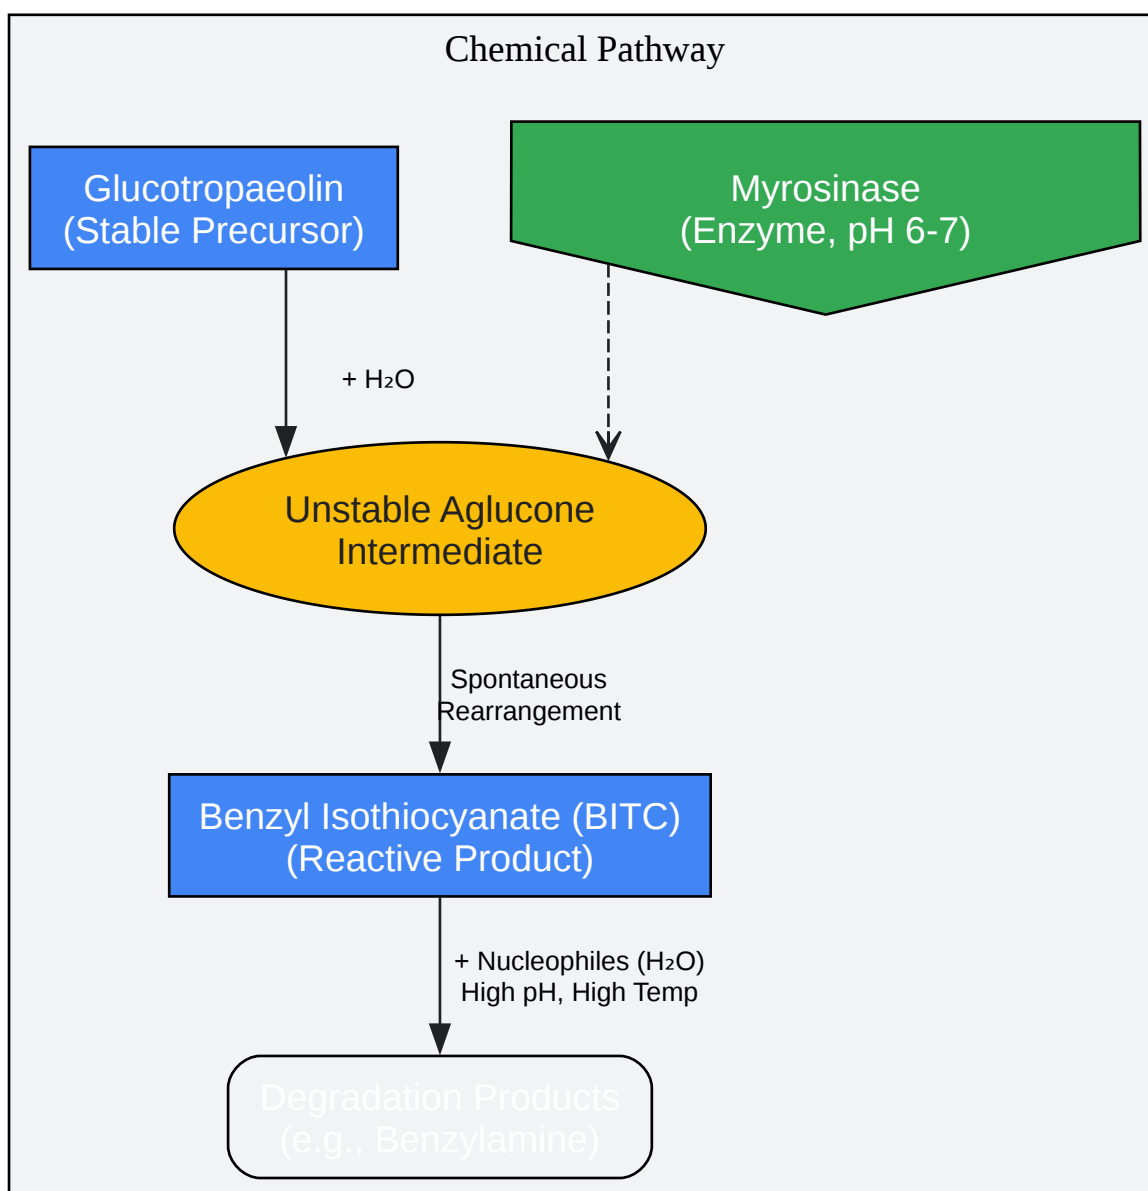 Chemical Pathway
Glucotropaeolin
(Stable Precursor)
Myrosinase
(Enzyme, pH 6-7)
+ H₂O
Unstable Aglucone
Intermediate
Spontaneous
Rearrangement
Benzyl Isothiocyanate (BITC)
(Reactive Product)
+ Nucleophiles (H₂O)
High pH, High Temp
Degradation Products
(e.g., Benzylamine)